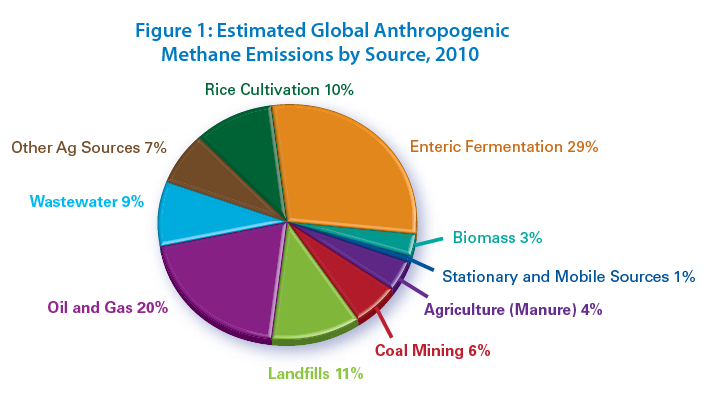 Figure 1: Estimated Global Anthropogenic
Methane Emissions by Source, 2010
Rice Cultivation 10%
Other Ag Sources 7%
Enteric Fermentation 29%
Wastewater 9%
Biomass 3%
Stationary and Mobile Sources 1%
Oil and Gas 20%
Agriculture (Manure) 4%
Coal Mining 6%
Landfills 11%